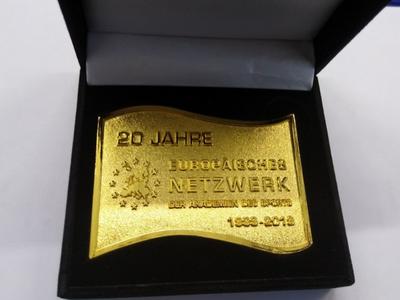 20 JAHRE
EUROPÄISCHES
NETZWERK
DER AKADEMIEN DES SPORTS
1998-2018